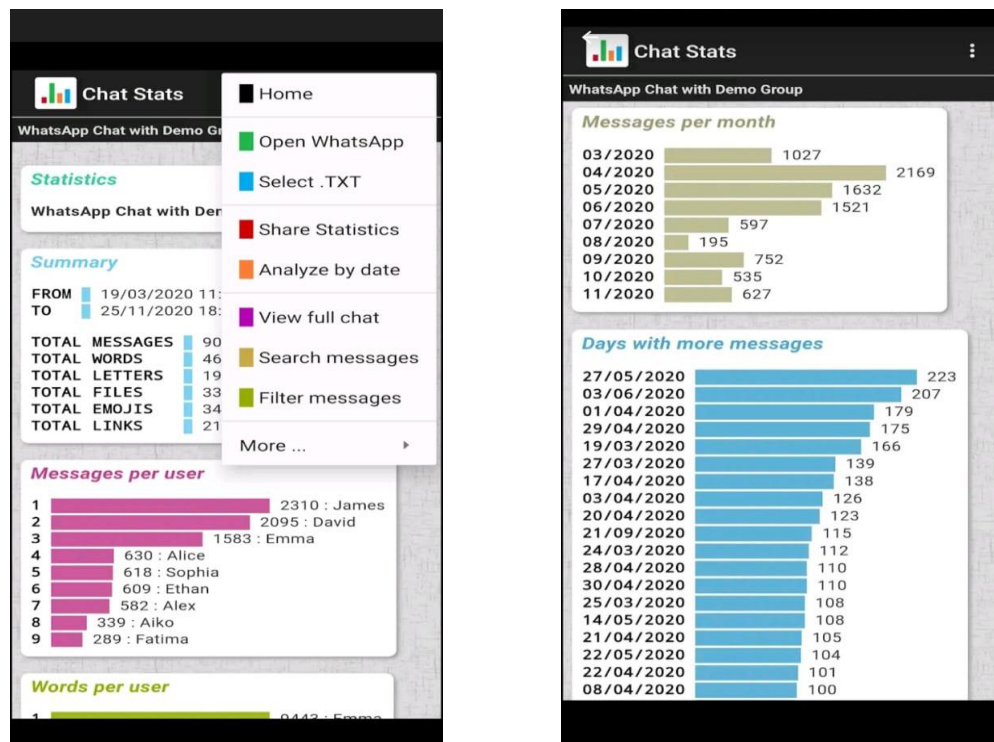 Chat Stats
WhatsApp Chat with Demo
Statistics
WhatsApp Chat with
Summary
FROM 19/03/2020 11:
TO 25/11/2020 18:
TOTAL MESSAGES 90
TOTAL WORDS 46
TOTAL LETTERS 19
TOTAL FILES 33
TOTAL EMOJIS 34
TOTAL LINKS 21
Home
Open WhatsApp
Select .TXT
Share Statistics
Analyze by date
View full chat
Search messages
Filter messages
More ...
Messages per user
1 2310 : James
2 2095 : David
3 1583 : Emma
4 630 : Alice
5 618 : Sophia
6 609 : Ethan
7 582 : Alex
8 339 : Aiko
9 289 : Fatima
Words per user
Chat Stats
WhatsApp Chat with Demo Group
Messages per month
03/2020 1027
04/2020 2169
05/2020 1632
06/2020 1521
07/2020 597
08/2020 195
09/2020 752
10/2020 535
11/2020 627
Days with more messages
27/05/2020 223
03/06/2020 207
01/04/2020 179
29/04/2020 175
19/03/2020 166
27/03/2020 139
17/04/2020 138
03/04/2020 126
20/04/2020 123
21/09/2020 115
24/03/2020 112
28/04/2020 110
30/04/2020 110
25/03/2020 108
14/05/2020 108
21/04/2020 105
22/05/2020 104
22/04/2020 101
08/04/2020 100